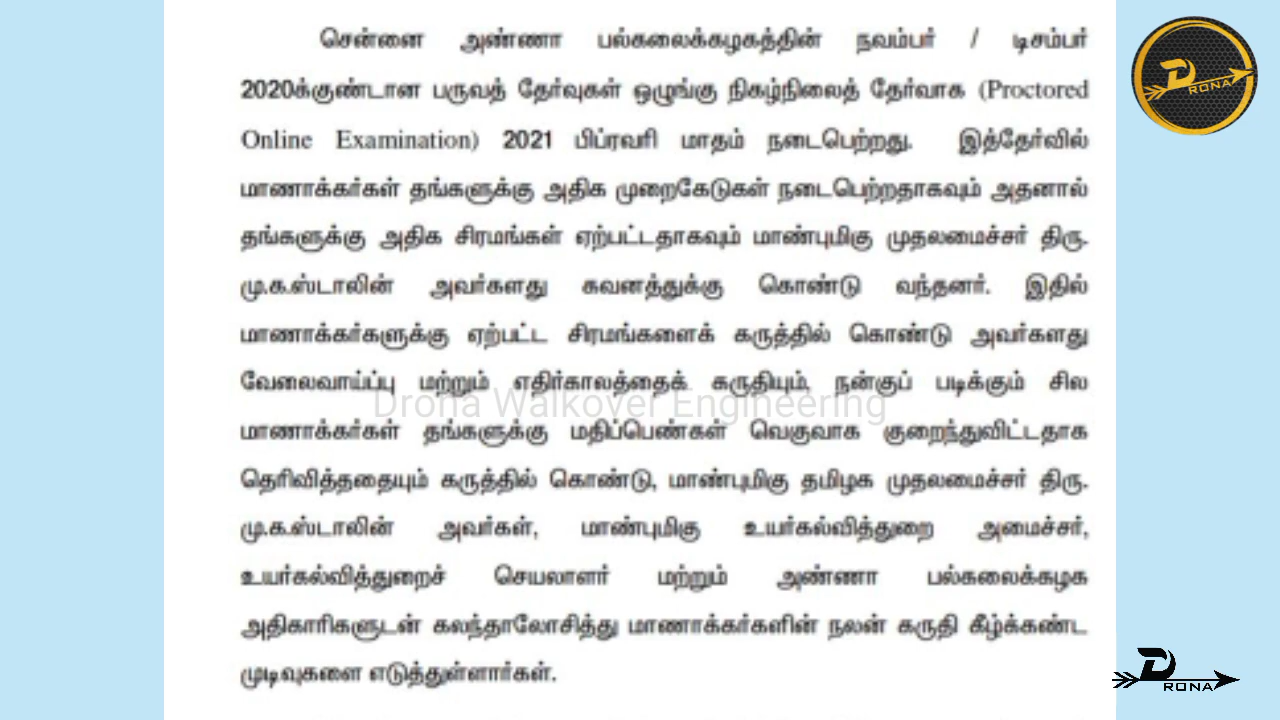 சென்னை அண்ணா பல்கலைக்கழகத்தின் நவம்பர் / டிசம்பர்
2020க்குண்டான பருவத் தேர்வுகள் ஒழுங்கு நிகழ்நிலைத் தேர்வாக (Proctored
Online Examination) 2021 பிப்ரவரி மாதம் நடைபெற்றது. இத்தேர்வில்
மாணாக்கர்கள் தங்களுக்கு அதிக முறைகேடுகள் நடைபெற்றதாகவும் அதனால்
தங்களுக்கு அதிக சிரமங்கள் ஏற்பட்டதாகவும் மாண்புமிகு முதலமைச்சர் திரு.
மு.க.ஸ்டாலின் அவர்களது கவனத்துக்கு கொண்டு வந்தனர். இதில்
மாணாக்கர்களுக்கு ஏற்பட்ட சிரமங்களைக் கருத்தில் கொண்டு அவர்களது
வேலைவாய்ப்பு மற்றும் எதிர்காலத்தைக் கருதியும், நன்குப் படிக்கும் சில
Drona Walkover Engineering
மாணாக்கர்கள் தங்களுக்கு மதிப்பெண்கள் வெகுவாக குறைந்துவிட்டதாக
தெரிவித்ததையும் கருத்தில் கொண்டு, மாண்புமிகு தமிழக முதலமைச்சர் திரு.
மு.க.ஸ்டாலின் அவர்கள், மாண்புமிகு உயர்கல்வித்துறை அமைச்சர்,
உயர்கல்வித்துறைச் செயலாளர் மற்றும் அண்ணா பல்கலைக்கழக
அதிகாரிகளுடன் கலந்தாலோசித்து மாணாக்கர்களின் நலன் கருதி கீழ்க்கண்ட
முடிவுகளை எடுத்துள்ளார்கள்.
DRONA
DRONA